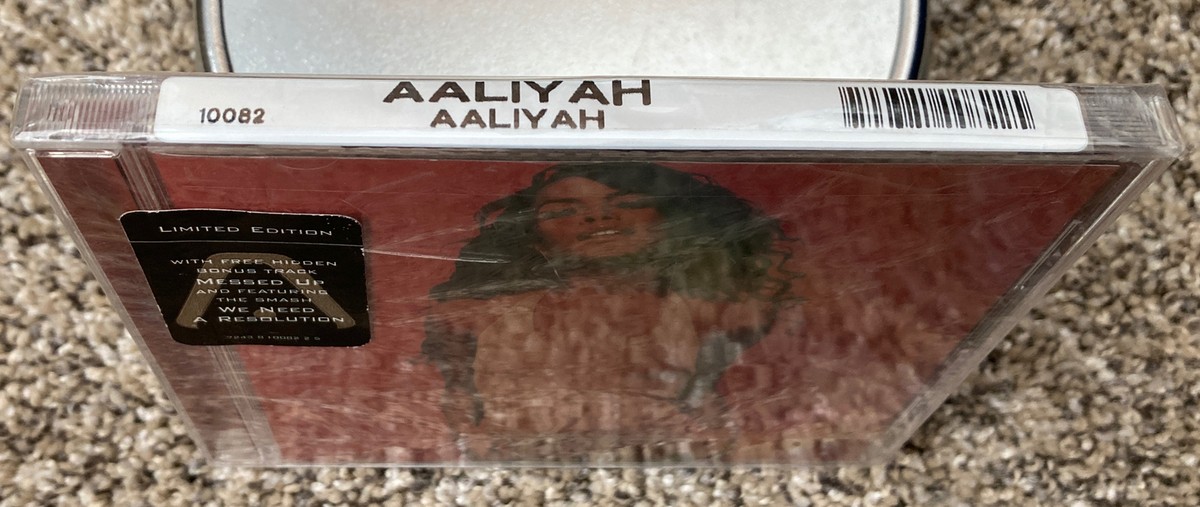 AALIYAH
10082
AALIYAH
LIMITED EDITION
WITH FREE HIDDEN
BONUS TRACK
MESSED UP
AND FEATURING
THE SMASH
WE NEED
A RESOLUTION